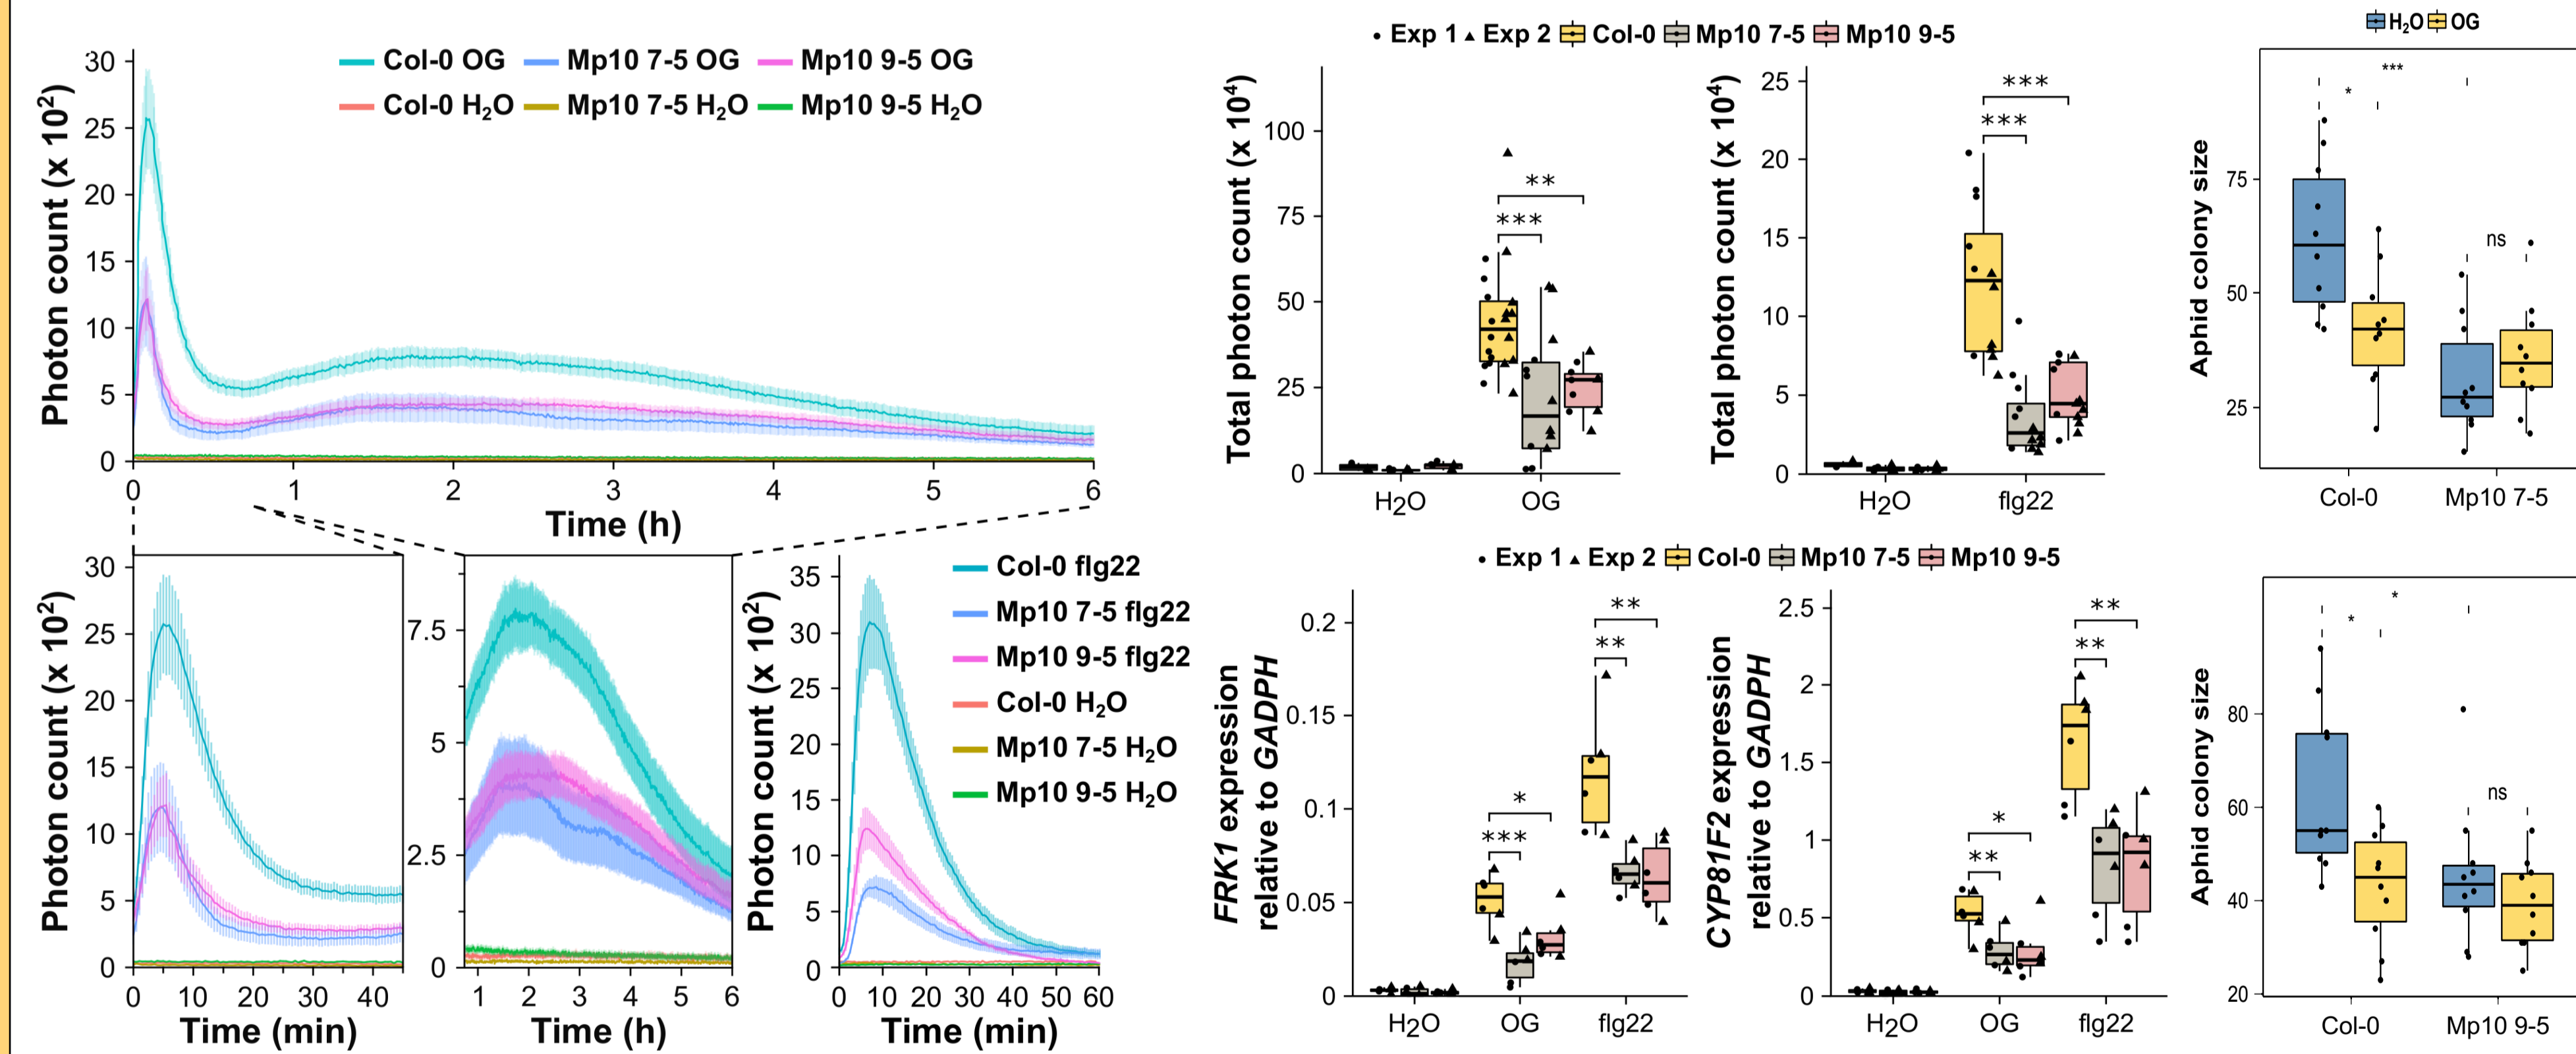 Photon count (x 10²)
30
25
20
15
10
5
0
Col-0 OG Mp10 7-5 OG Mp10 9-5 OG
Col-0 H₂O Mp10 7-5 H₂O Mp10 9-5 H₂O
0 1 2 3 4 5 6
Time (h)
Photon count (x 10²)
30
25
20
15
10
5
0
0 10 20 30 40
Time (min)
7.5
5
2.5
0
1 2 3 4 5 6
Time (h)
Photon count (x 10²)
35
30
25
20
15
10
5
0
0 10 20 30 40 50 60
Time (min)
Col-0 flg22
Mp10 7-5 flg22
Mp10 9-5 flg22
Col-0 H₂O
Mp10 7-5 H₂O
Mp10 9-5 H₂O
Exp 1 Exp 2 Col-0 Mp10 7-5 Mp10 9-5
Total photon count (x 10⁴)
100
75
50
25
0
**
***
H₂O OG
Total photon count (x 10⁴)
25
20
15
10
5
0
***
***
H₂O flg22
H₂O OG
Aphid colony size
75
50
25
***
*
ns
Col-0 Mp10 7-5
Exp 1 Exp 2 Col-0 Mp10 7-5 Mp10 9-5
FRK1 expression
relative to GADPH
0.2
0.15
0.1
0.05
0
**
**
*
***
H₂O OG flg22
CYP81F2 expression
relative to GADPH
2.5
2
1.5
1
0.5
0
**
**
*
**
H₂O OG flg22
Aphid colony size
80
60
40
20
*
*
ns
Col-0 Mp10 9-5